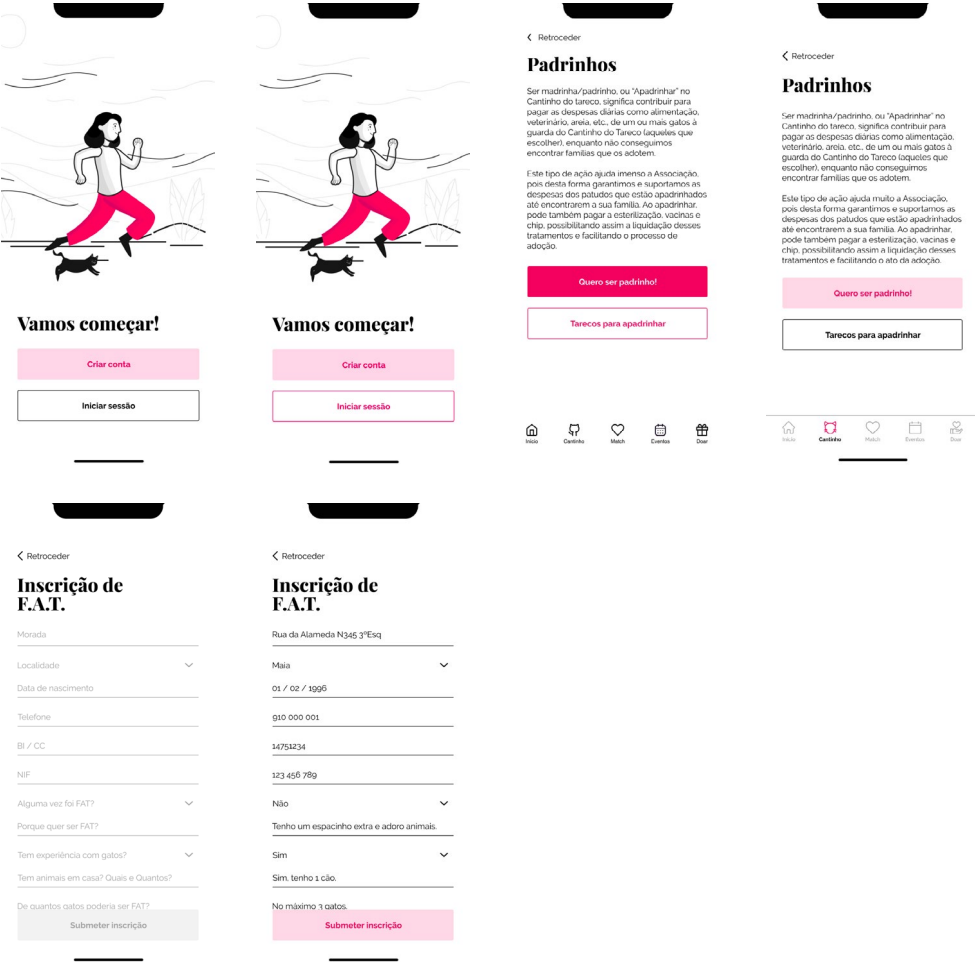 Vamos começar!
Criar conta
Iniciar sessão
Vamos começar!
Criar conta
Iniciar sessão
Retroceder
Padrinhos
Ser madrinha/padrinho, ou "Apadrinhar" no
Cantinho do tareco, significa contribuir para
pagar as despesas diárias como alimentação,
veterinário, areia, etc., de um ou mais gatos à
guarda do Cantinho do Tareco (aqueles que
escolher), enquanto não conseguimos
encontrar famílias que os adotem.
Este tipo de ação ajuda imenso a Associação,
pois desta forma garantimos e suportamos as
despesas dos patudos que estão apadrinhados
até encontrarem a sua família. Ao apadrinhar,
pode também pagar a esterilização, vacinas e
chip, possibilitando assim a liquidação desses
tratamentos e facilitando o processo de
adoção.
Quero ser padrinho!
Tarecos para apadrinhar
Início
Cantinho
Match
Eventos
Doar
Retroceder
Padrinhos
Ser madrinha/padrinho, ou "Apadrinhar" no
Cantinho do tareco, significa contribuir para
pagar as despesas diárias como alimentação,
veterinário, areia, etc., de um ou mais gatos à
guarda do Cantinho do Tareco (aqueles que
escolher), enquanto não conseguimos
encontrar famílias que os adotem.
Este tipo de ação ajuda muito a Associação,
pois desta forma garantimos e suportamos as
despesas dos patudos que estão apadrinhados
até encontrarem a sua família. Ao apadrinhar,
pode também pagar a esterilização, vacinas e
chip, possibilitando assim a liquidação desses
tratamentos e facilitando o ato da adoção.
Quero ser padrinho!
Tarecos para apadrinhar
Início
Cantinho
Match
Eventos
Doar
Retroceder
Inscrição de
F.A.T.
Morada
Localidade
Data de nascimento
Telefone
BI / CC
NIF
Alguma vez foi FAT?
Porque quer ser FAT?
Tem experiência com gatos?
Tem animais em casa? Quais e Quantos?
De quantos gatos poderia ser FAT?
Submeter inscrição
Retroceder
Inscrição de
F.A.T.
Rua da Alameda N345 3ºEsq
Maia
01 / 02 / 1996
910 000 001
14751234
123 456 789
Não
Tenho um espacinho extra e adoro animais.
Sim
Sim, tenho 1 cão.
No máximo 3 gatos.
Submeter inscrição